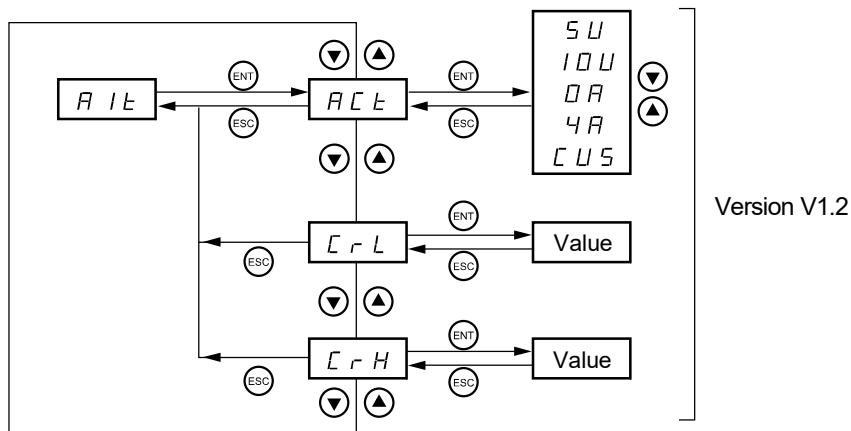 5U
10U
ENT
AIt
ACt
ENT
0A
ESC
ESC
4A
CUS
Version V1.2
ENT
CrL
Value
ESC
ESC
ENT
CrH
Value
ESC
ESC